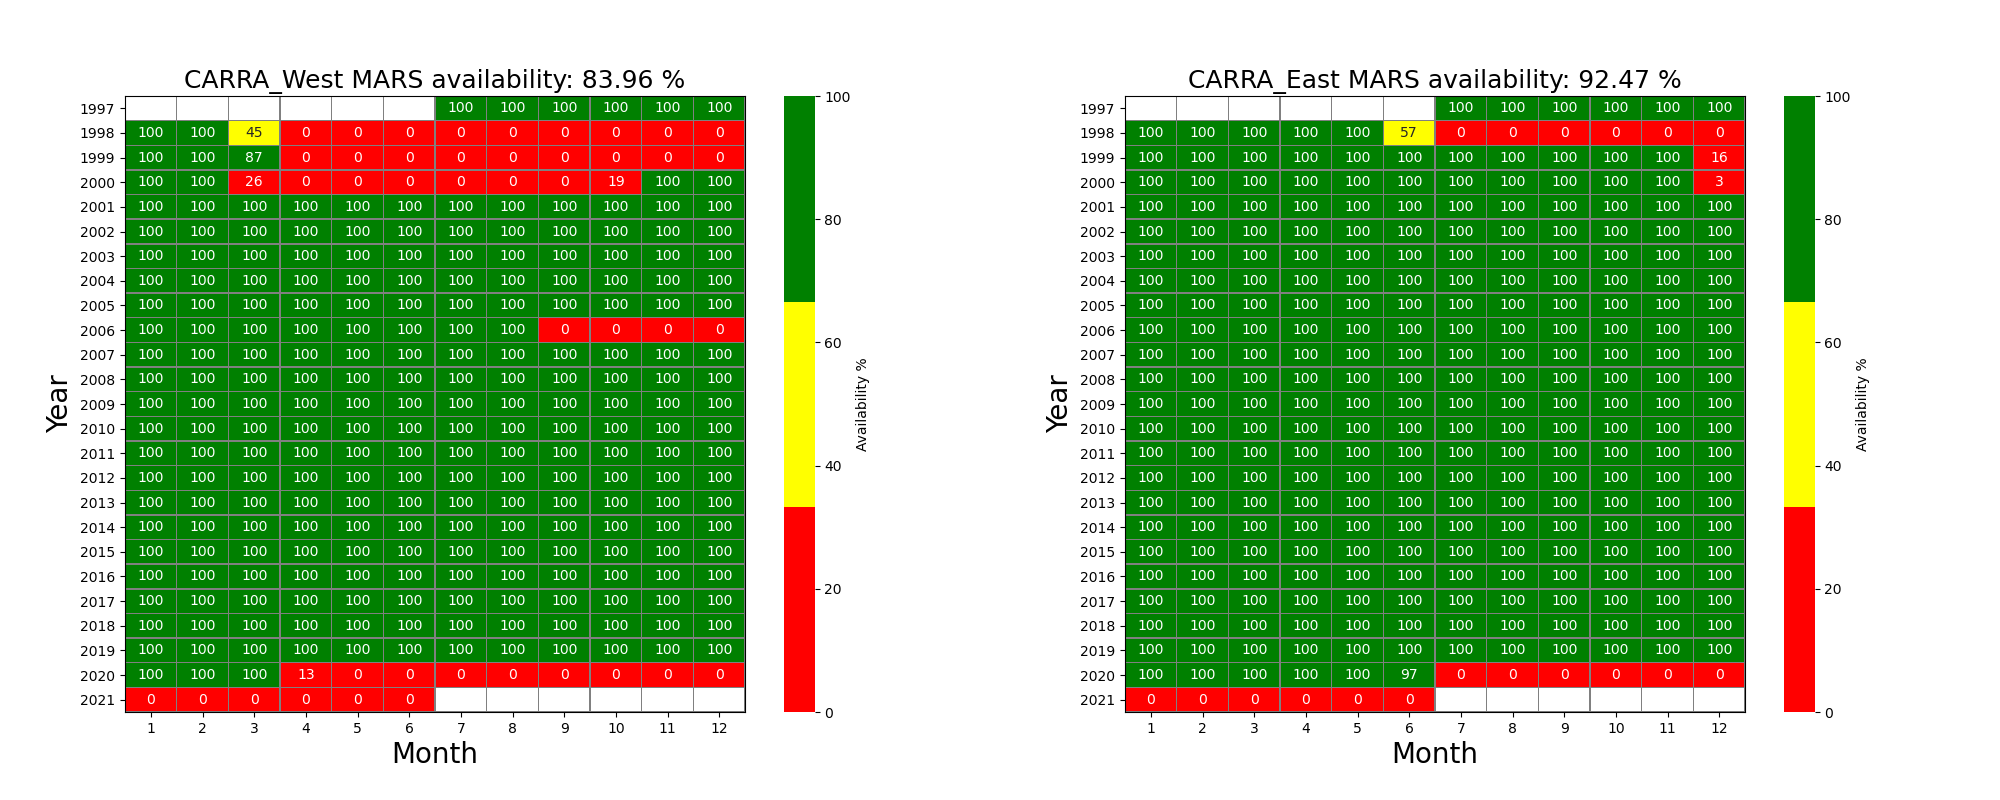 CARRA_West MARS availability: 83.96 %
Year
1997 100 100 100 100 100 100
1998 100 100 45 0 0 0 0 0 0 0 0 0
1999 100 100 87 0 0 0 0 0 0 0 0 0
2000 100 100 26 0 0 0 0 0 0 19 100 100
2001 100 100 100 100 100 100 100 100 100 100 100 100
2002 100 100 100 100 100 100 100 100 100 100 100 100
2003 100 100 100 100 100 100 100 100 100 100 100 100
2004 100 100 100 100 100 100 100 100 100 100 100 100
2005 100 100 100 100 100 100 100 100 100 100 100 100
2006 100 100 100 100 100 100 100 100 0 0 0 0
2007 100 100 100 100 100 100 100 100 100 100 100 100
2008 100 100 100 100 100 100 100 100 100 100 100 100
2009 100 100 100 100 100 100 100 100 100 100 100 100
2010 100 100 100 100 100 100 100 100 100 100 100 100
2011 100 100 100 100 100 100 100 100 100 100 100 100
2012 100 100 100 100 100 100 100 100 100 100 100 100
2013 100 100 100 100 100 100 100 100 100 100 100 100
2014 100 100 100 100 100 100 100 100 100 100 100 100
2015 100 100 100 100 100 100 100 100 100 100 100 100
2016 100 100 100 100 100 100 100 100 100 100 100 100
2017 100 100 100 100 100 100 100 100 100 100 100 100
2018 100 100 100 100 100 100 100 100 100 100 100 100
2019 100 100 100 100 100 100 100 100 100 100 100 100
2020 100 100 100 13 0 0 0 0 0 0 0 0
2021 0 0 0 0 0 0
1 2 3 4 5 6 7 8 9 10 11 12
Month
100
80
60
40
20
0
Availability %
CARRA_East MARS availability: 92.47 %
Year
1997 100 100 100 100 100 100
1998 100 100 100 100 100 57 0 0 0 0 0 0
1999 100 100 100 100 100 100 100 100 100 100 100 16
2000 100 100 100 100 100 100 100 100 100 100 100 3
2001 100 100 100 100 100 100 100 100 100 100 100 100
2002 100 100 100 100 100 100 100 100 100 100 100 100
2003 100 100 100 100 100 100 100 100 100 100 100 100
2004 100 100 100 100 100 100 100 100 100 100 100 100
2005 100 100 100 100 100 100 100 100 100 100 100 100
2006 100 100 100 100 100 100 100 100 100 100 100 100
2007 100 100 100 100 100 100 100 100 100 100 100 100
2008 100 100 100 100 100 100 100 100 100 100 100 100
2009 100 100 100 100 100 100 100 100 100 100 100 100
2010 100 100 100 100 100 100 100 100 100 100 100 100
2011 100 100 100 100 100 100 100 100 100 100 100 100
2012 100 100 100 100 100 100 100 100 100 100 100 100
2013 100 100 100 100 100 100 100 100 100 100 100 100
2014 100 100 100 100 100 100 100 100 100 100 100 100
2015 100 100 100 100 100 100 100 100 100 100 100 100
2016 100 100 100 100 100 100 100 100 100 100 100 100
2017 100 100 100 100 100 100 100 100 100 100 100 100
2018 100 100 100 100 100 100 100 100 100 100 100 100
2019 100 100 100 100 100 100 100 100 100 100 100 100
2020 100 100 100 100 100 97 0 0 0 0 0 0
2021 0 0 0 0 0 0
1 2 3 4 5 6 7 8 9 10 11 12
Month
100
80
60
40
20
0
Availability %